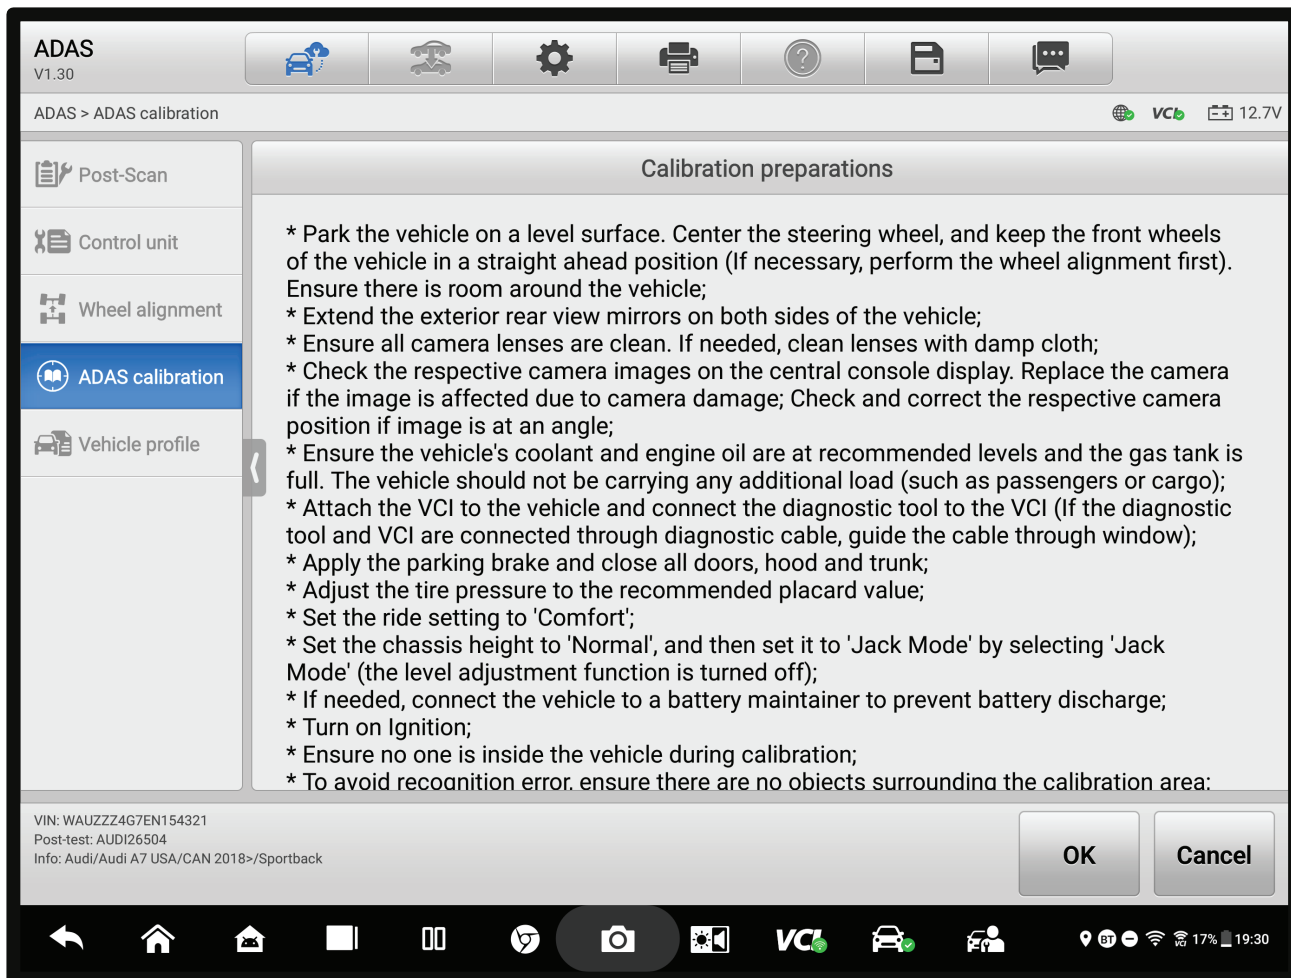 ADAS
V1.30
ADAS > ADAS calibration
VCI
12.7V
Post-Scan
Control unit
Wheel alignment
ADAS calibration
Vehicle profile
Calibration preparations
* Park the vehicle on a level surface. Center the steering wheel, and keep the front wheels
of the vehicle in a straight ahead position (If necessary, perform the wheel alignment first).
Ensure there is room around the vehicle;
* Extend the exterior rear view mirrors on both sides of the vehicle;
* Ensure all camera lenses are clean. If needed, clean lenses with damp cloth;
* Check the respective camera images on the central console display. Replace the camera
if the image is affected due to camera damage; Check and correct the respective camera
position if image is at an angle;
* Ensure the vehicle's coolant and engine oil are at recommended levels and the gas tank is
full. The vehicle should not be carrying any additional load (such as passengers or cargo);
* Attach the VCI to the vehicle and connect the diagnostic tool to the VCI (If the diagnostic
tool and VCI are connected through diagnostic cable, guide the cable through window);
* Apply the parking brake and close all doors, hood and trunk;
* Adjust the tire pressure to the recommended placard value;
* Set the ride setting to 'Comfort';
* Set the chassis height to 'Normal', and then set it to 'Jack Mode' by selecting 'Jack
Mode' (the level adjustment function is turned off);
* If needed, connect the vehicle to a battery maintainer to prevent battery discharge;
* Turn on Ignition;
* Ensure no one is inside the vehicle during calibration;
* To avoid recognition error, ensure there are no objects surrounding the calibration area;
VIN: WAUZZZ4G7EN154321
Post-test: AUDI26504
Info: Audi/Audi A7 USA/CAN 2018>/Sportback
OK
Cancel
VCI
BT
VCI
17%
19:30